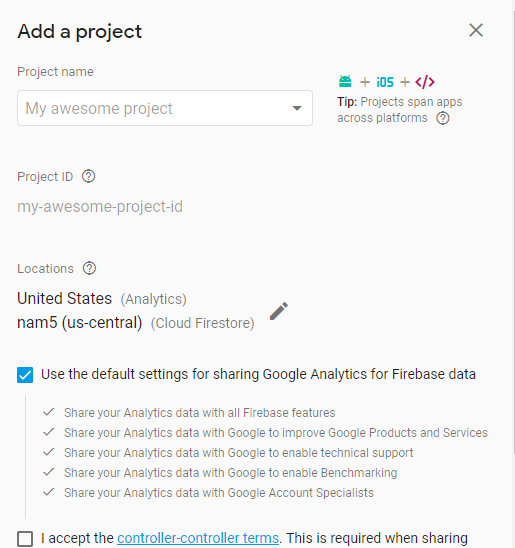 Add a project
Project name
My awesome project
+ iOS + </>
Tip: Projects span apps
across platforms ?
Project ID ?
my-awesome-project-id
Locations ?
United States (Analytics)
nam5 (us-central) (Cloud Firestore)
Use the default settings for sharing Google Analytics for Firebase data
Share your Analytics data with all Firebase features
Share your Analytics data with Google to improve Google Products and Services
Share your Analytics data with Google to enable technical support
Share your Analytics data with Google to enable Benchmarking
Share your Analytics data with Google Account Specialists
I accept the controller-controller terms. This is required when sharing